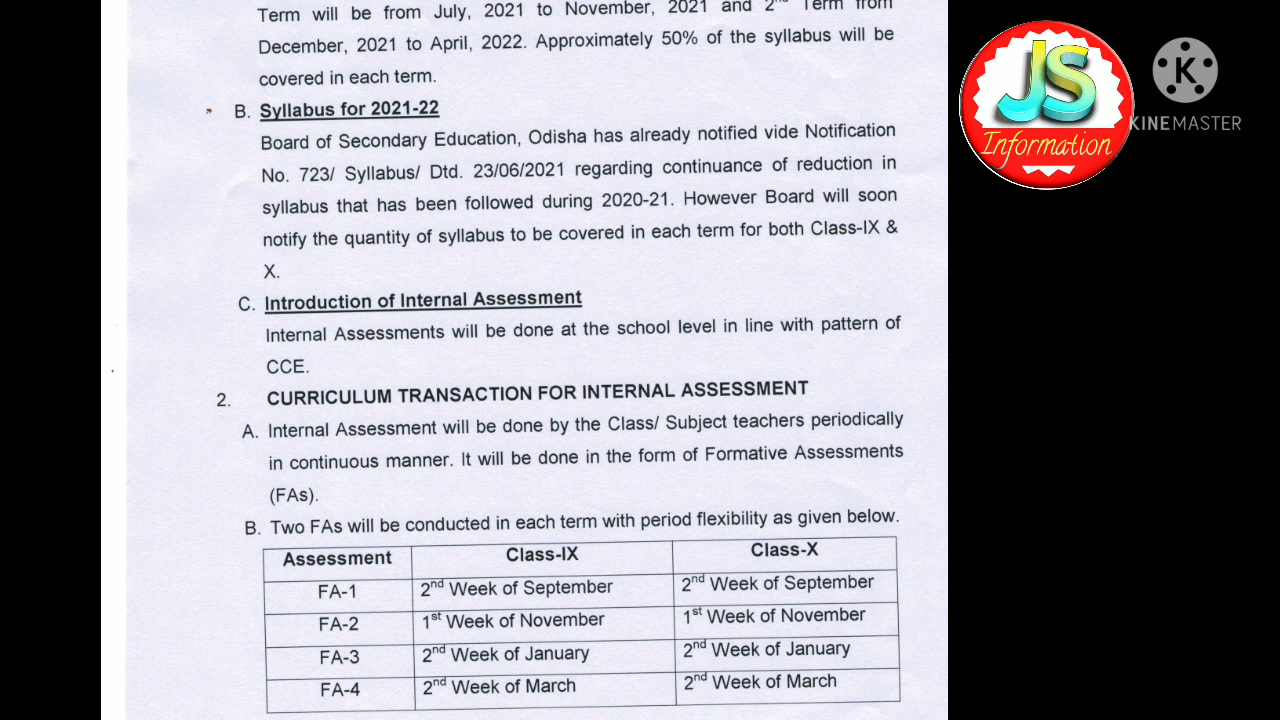 Term will be from July, 2021 to November, 2021 and 2nd Term from
December, 2021 to April, 2022. Approximately 50% of the syllabus will be
covered in each term.
B. Syllabus for 2021-22
Board of Secondary Education, Odisha has already notified vide Notification
No. 723/ Syllabus/ Dtd. 23/06/2021 regarding continuance of reduction in
syllabus that has been followed during 2020-21. However Board will soon
notify the quantity of syllabus to be covered in each term for both Class-IX &
X.
C. Introduction of Internal Assessment
Internal Assessments will be done at the school level in line with pattern of
CCE.
2. CURRICULUM TRANSACTION FOR INTERNAL ASSESSMENT
A. Internal Assessment will be done by the Class/ Subject teachers periodically
in continuous manner. It will be done in the form of Formative Assessments
(FAs).
B. Two FAs will be conducted in each term with period flexibility as given below.
Assessment Class-IX Class-X
FA-1 2nd Week of September 2nd Week of September
FA-2 1st Week of November 1st Week of November
FA-3 2nd Week of January 2nd Week of January
FA-4 2nd Week of March 2nd Week of March
JS
Information
K
KINEMASTER